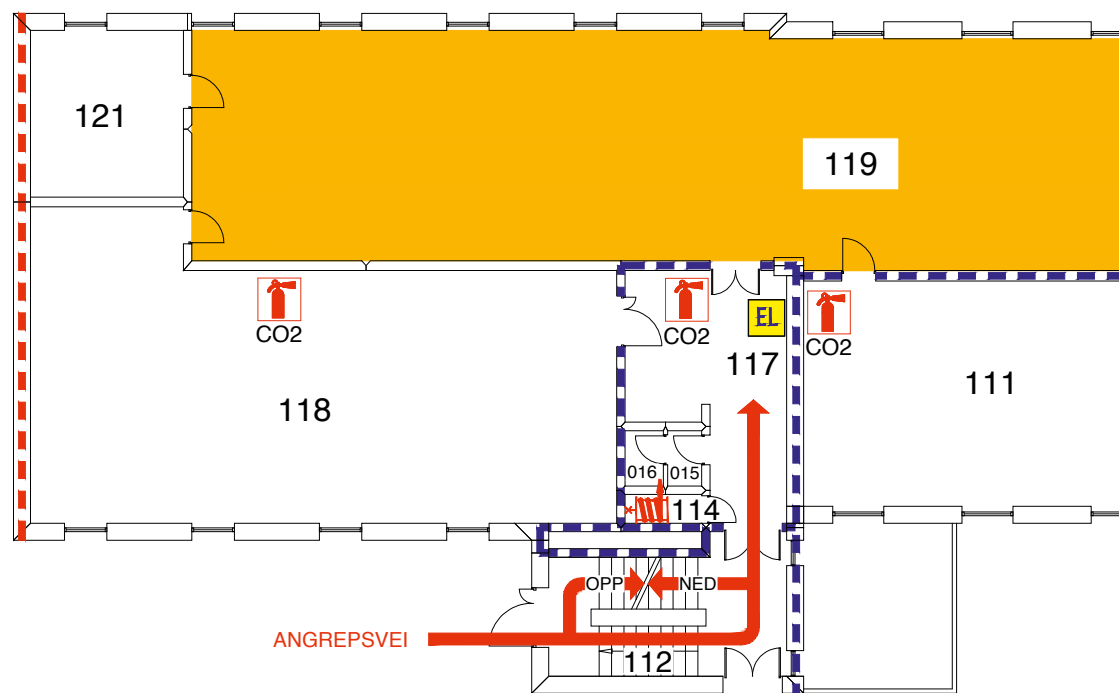 121
119
CO2
CO2
EL
CO2
117
111
118
016
015
114
OPP
NED
ANGREPSVEI
112